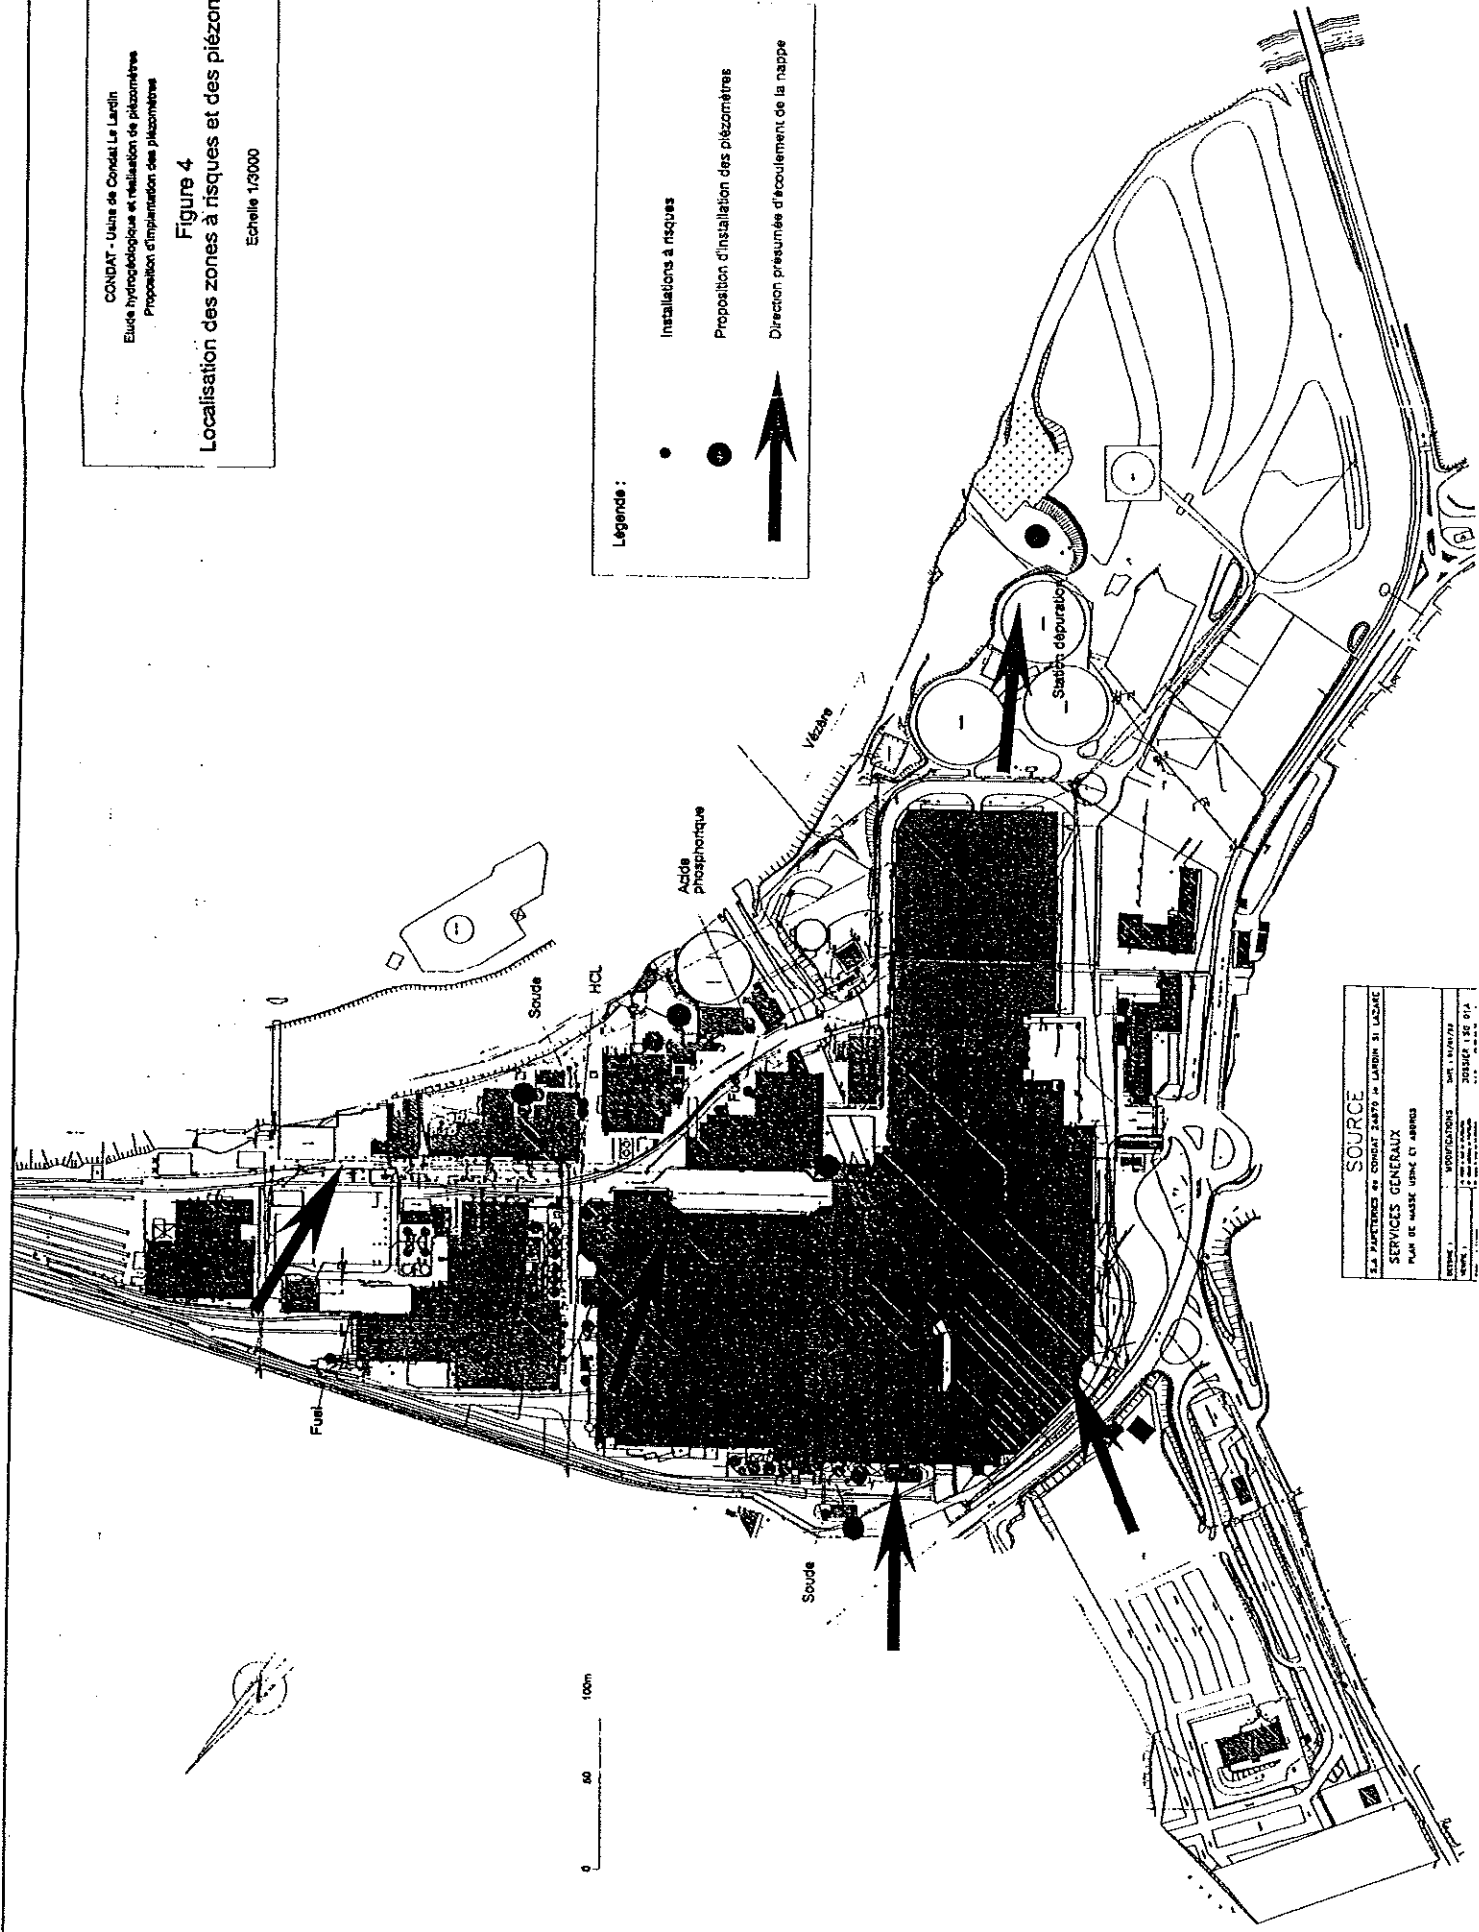 CONDAT - Usine de Condat Le Lardin
Etude hydrogéologique et réalisation de piézomètres
Proposition d'implantation des piézomètres
Figure 4
Localisation des zones à risques et des piézom
Echelle 1/3000
Légende :
Installations à risques
Proposition d'installation des piézomètres
Direction présumée d'écoulement de la nappe
Vézère
Station dépuration
Acide
phosphorique
HCL
Soude
Fuel
Fuel
Soude
0 50 100m
SOURCE
S.A PAPETERIES de CONDAT 24570 le LARDIN St LAZARE
SERVICES GENERAUX
PLAN DE MASSE USINE ET ABORDS
MODIFICATIONS